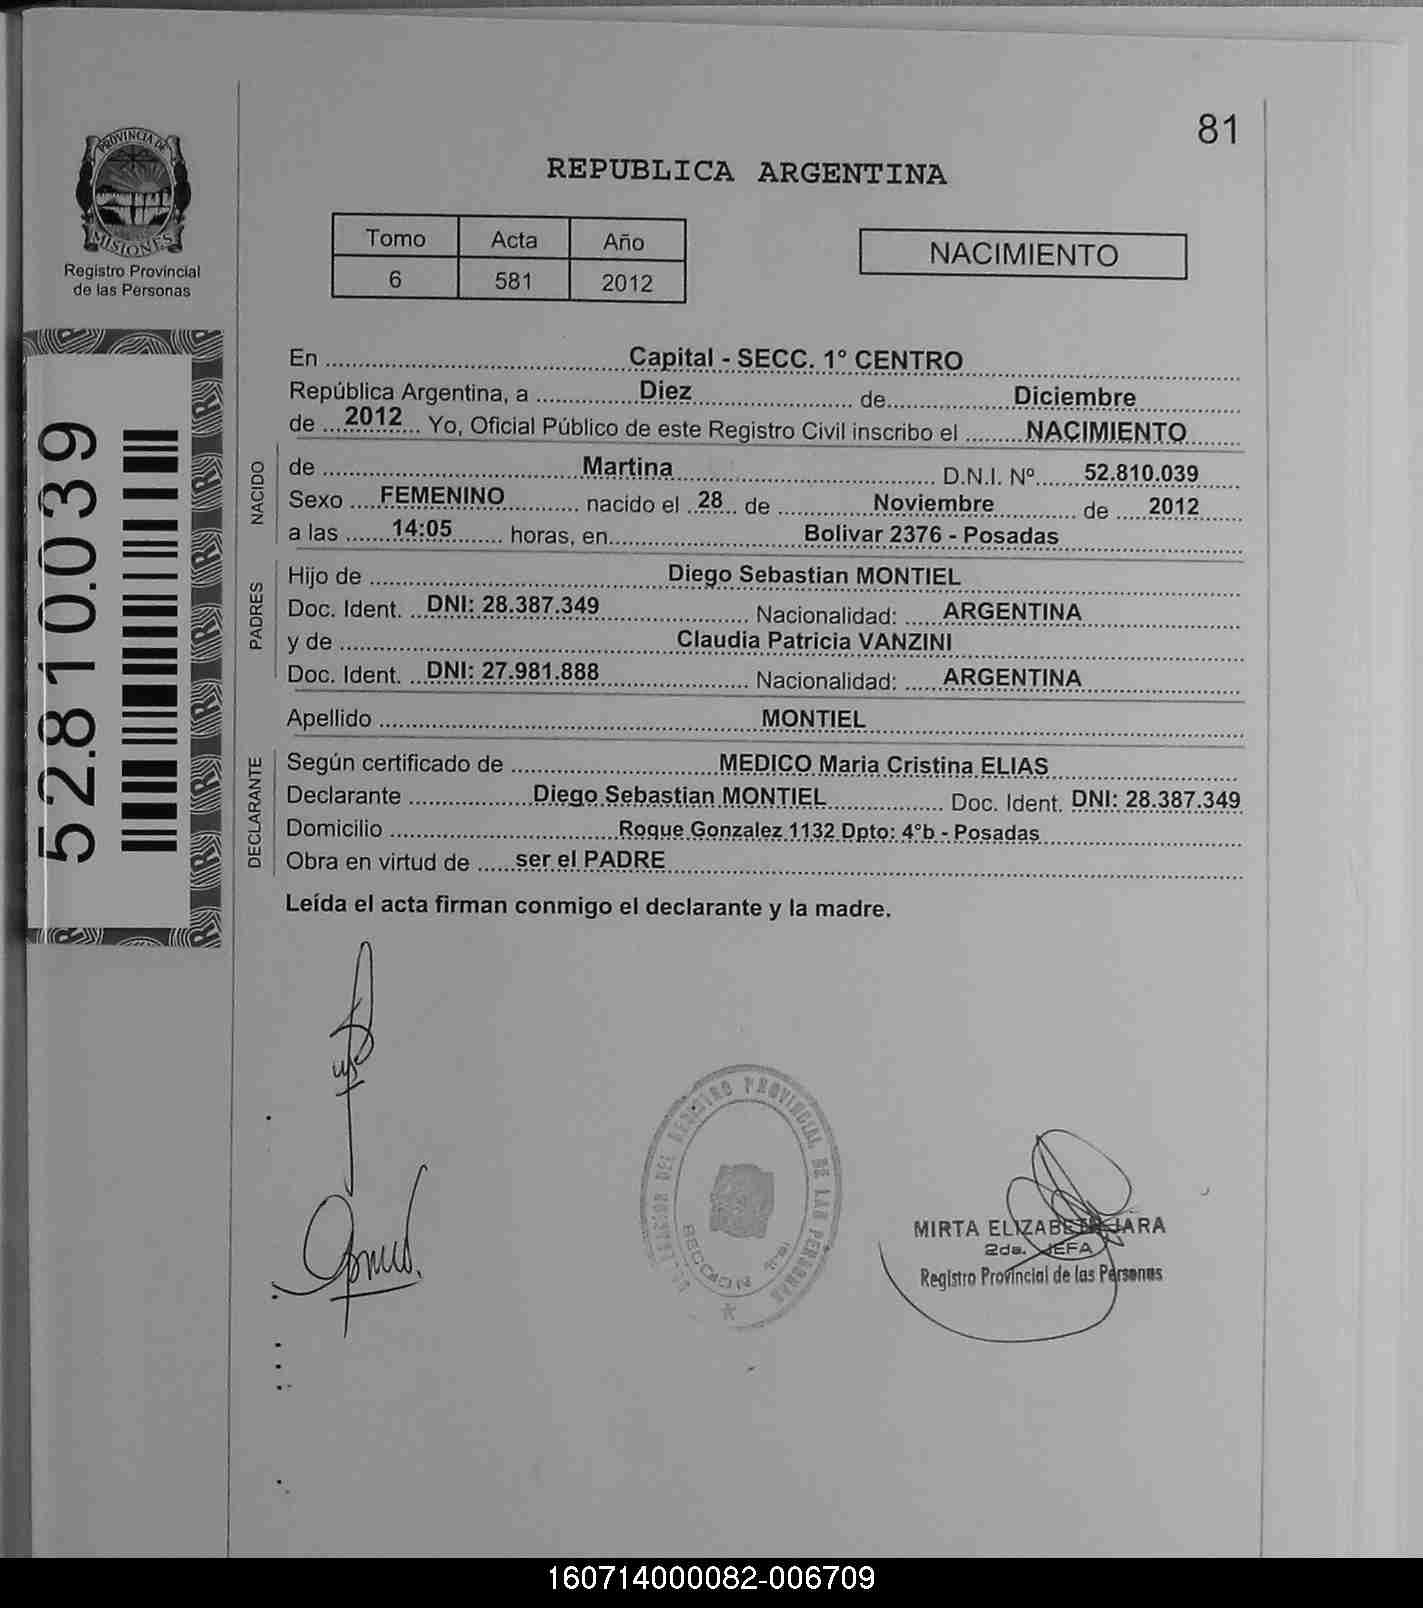 81
PROVINCIA DE
MISIONES
Registro Provincial
de las Personas
REPUBLICA ARGENTINA
Tomo Acta Año
6 581 2012
NACIMIENTO
52.810.039
En Capital - SECC. 1° CENTRO
República Argentina, a Diez de Diciembre
de 2012 Yo, Oficial Público de este Registro Civil inscribo el NACIMIENTO
NACIDO
de Martina D.N.I. Nº 52.810.039
Sexo FEMENINO nacido el 28 de Noviembre de 2012
a las 14:05 horas, en Bolivar 2376 - Posadas
PADRES
Hijo de Diego Sebastian MONTIEL
Doc. Ident. DNI: 28.387.349 Nacionalidad: ARGENTINA
y de Claudia Patricia VANZINI
Doc. Ident. DNI: 27.981.888 Nacionalidad: ARGENTINA
Apellido MONTIEL
DECLARANTE
Según certificado de MEDICO Maria Cristina ELIAS
Declarante Diego Sebastian MONTIEL Doc. Ident. DNI: 28.387.349
Domicilio Roque Gonzalez 1132 Dpto: 4°b - Posadas
Obra en virtud de ser el PADRE
Leída el acta firman conmigo el declarante y la madre.
DEL REGISTRO PROVINCIAL DE LAS PERSONAS
SECCION
MIRTA ELIZABETH JARA
2da. JEFA
Registro Provincial de las Personas
160714000082-006709